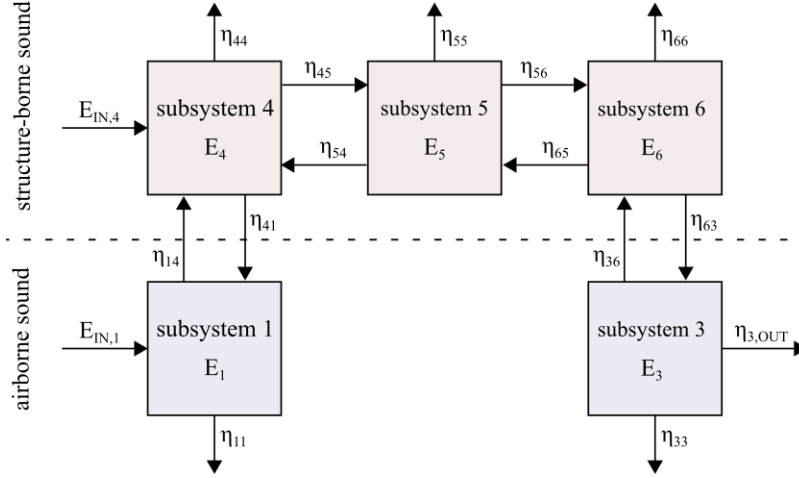 structure-borne sound
η₄₄
η₅₅
η₆₆
E_IN,4
subsystem 4
E₄
η₄₅
η₅₄
subsystem 5
E₅
η₅₆
η₆₅
subsystem 6
E₆
η₁₄
η₄₁
η₃₆
η₆₃
airborne sound
E_IN,1
subsystem 1
E₁
subsystem 3
E₃
η_3,OUT
η₁₁
η₃₃